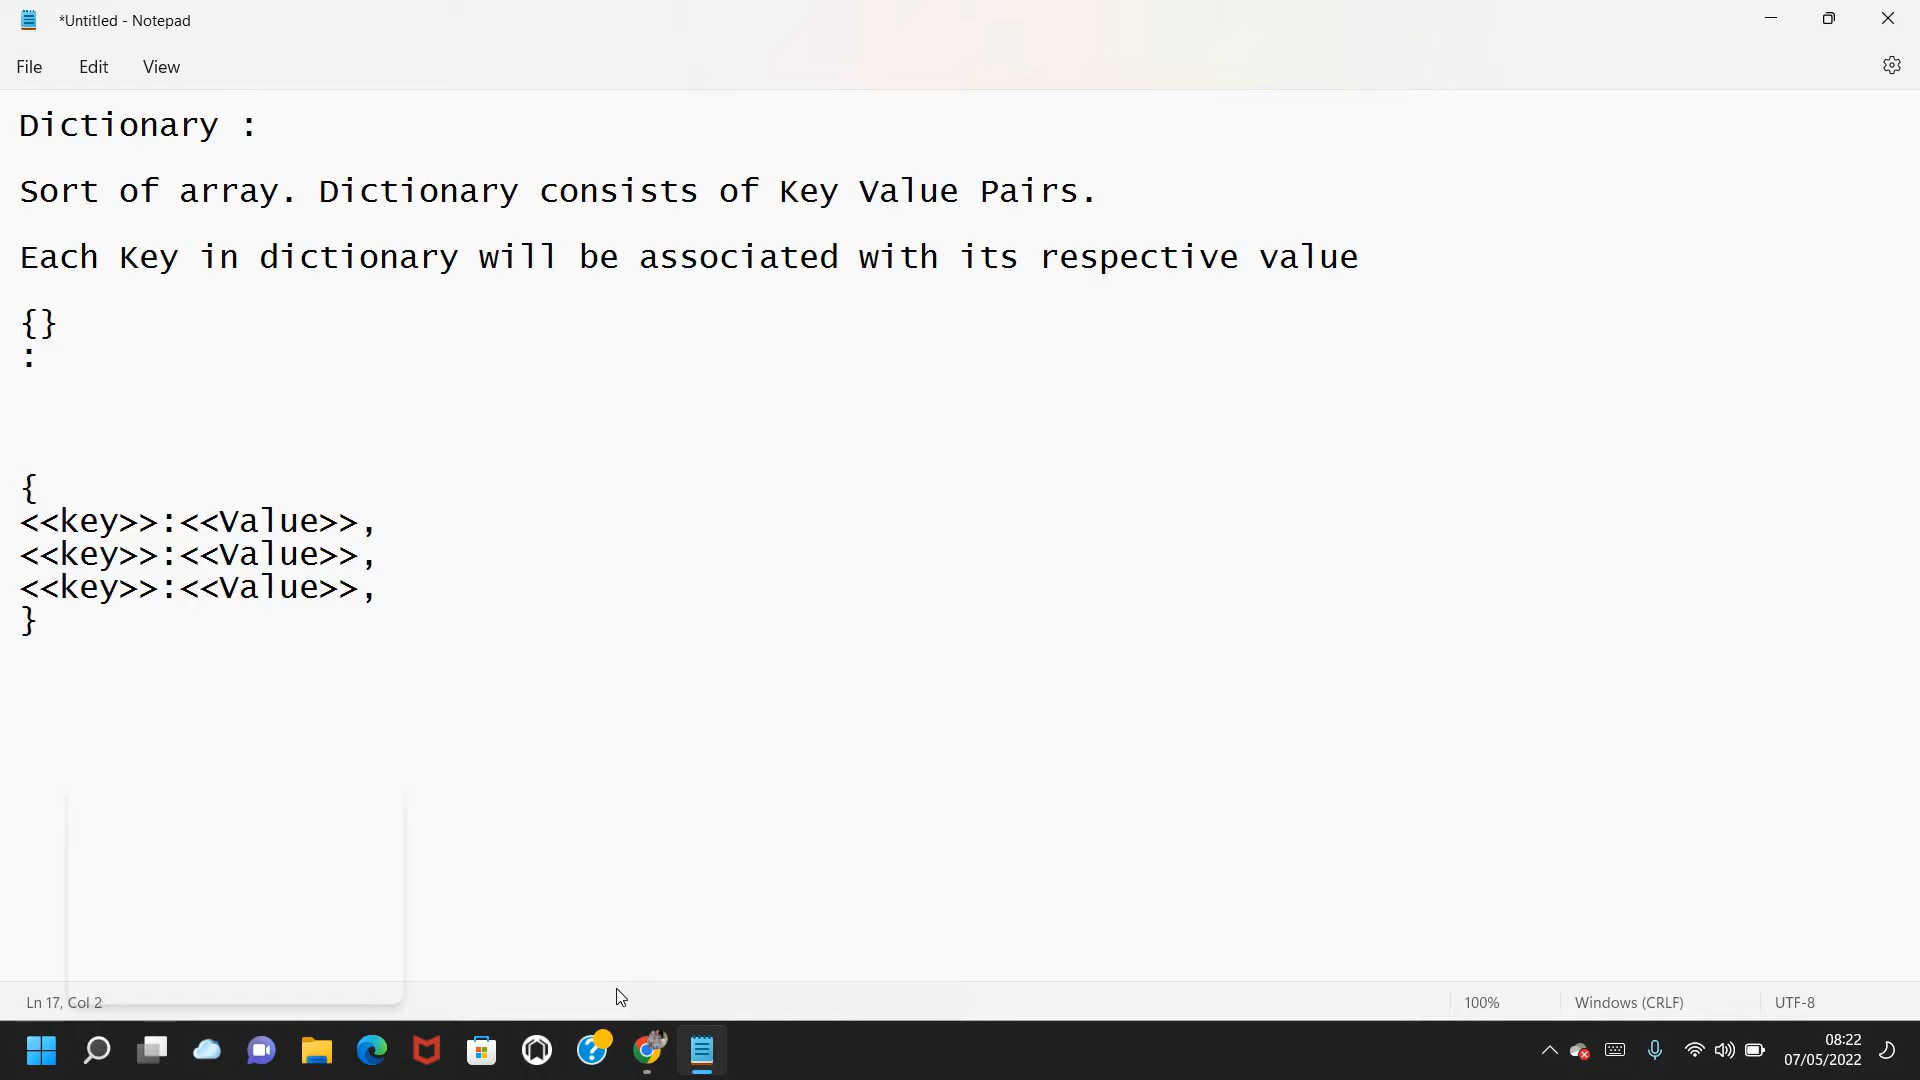 *Untitled - Notepad
File Edit View
Dictionary :
Sort of array. Dictionary consists of Key Value Pairs.
Each Key in dictionary will be associated with its respective value
{}
:
{
<<key>>:<<Value>>,
<<key>>:<<Value>>,
<<key>>:<<Value>>,
}
Ln 17, Col 2 100% Windows (CRLF) UTF-8
08:22
07/05/2022